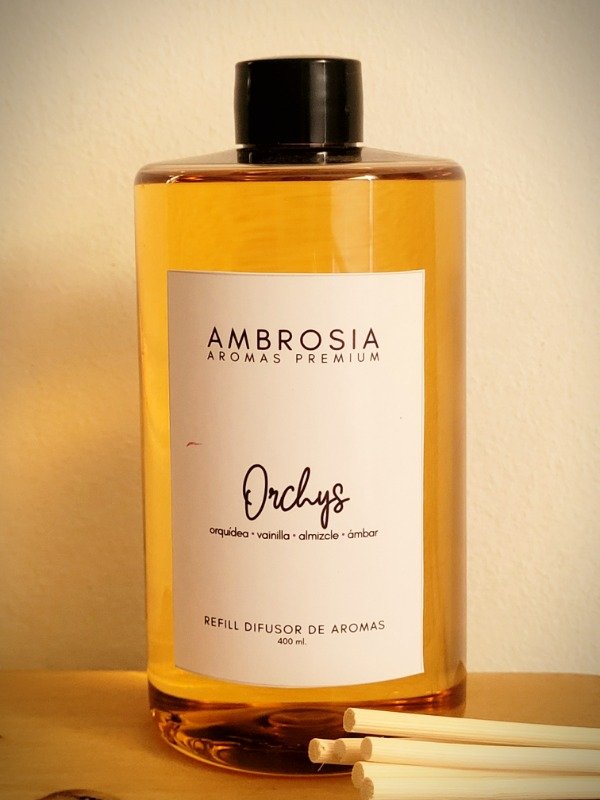 AMBROSIA
AROMAS PREMIUM
Orchys
orquídea • vainilla • almizcle • ámbar
REFILL DIFUSOR DE AROMAS
400 ml.